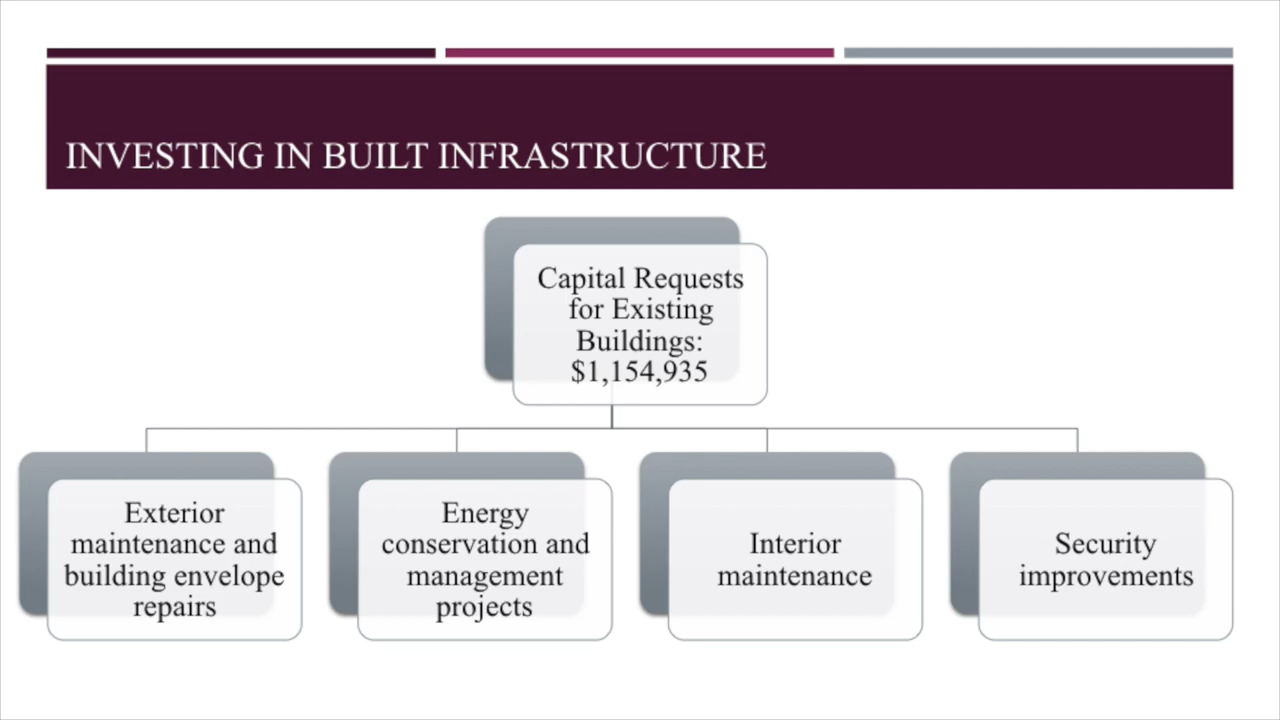 INVESTING IN BUILT INFRASTRUCTURE
Capital Requests
for Existing
Buildings:
$1,154,935
Exterior
maintenance and
building envelope
repairs
Energy
conservation and
management
projects
Interior
maintenance
Security
improvements